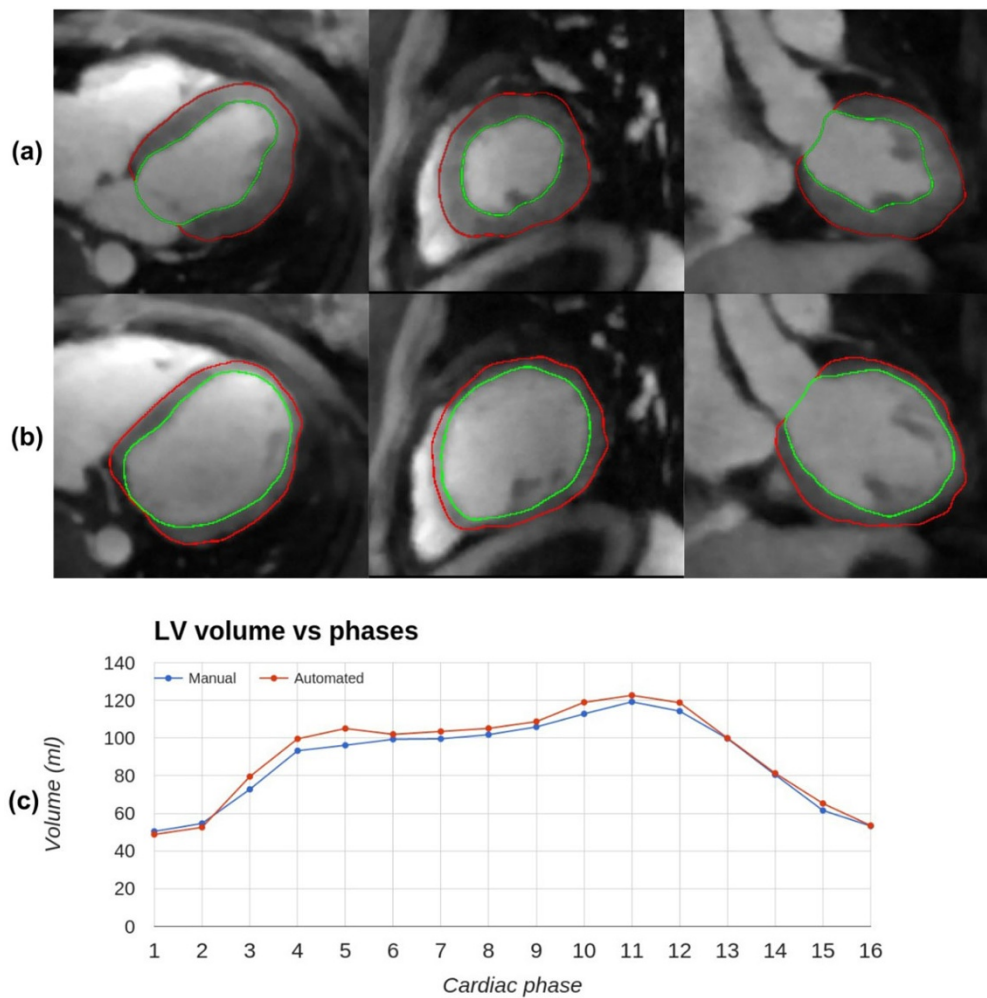 (a)
(b)
LV volume vs phases
Manual Automated
140
120
100
80
60
40
20
0
(c)
Volume (ml)
1 2 3 4 5 6 7 8 9 10 11 12 13 14 15 16
Cardiac phase